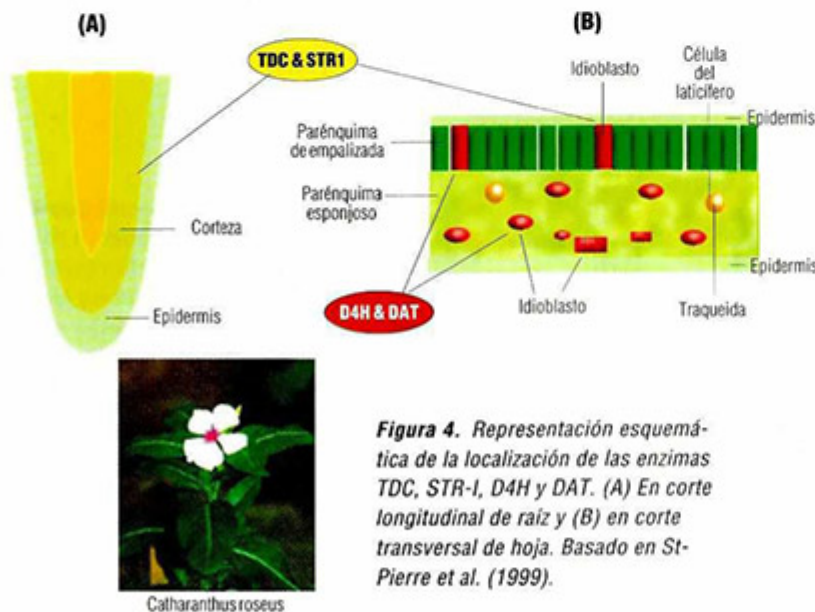 (A)
TDC & STR1
Corteza
Epidermis
(B)
Idioblasto
Célula
del
laticífero
Epidermis
Parénquima
de empalizada
Parénquima
esponjoso
Epidermis
D4H & DAT
Idioblasto
Traqueida
Catharanthus roseus
Figura 4. Representación esquemá-
tica de la localización de las enzimas
TDC, STR-I, D4H y DAT. (A) En corte
longitudinal de raíz y (B) en corte
transversal de hoja. Basado en St-
Pierre et al. (1999).